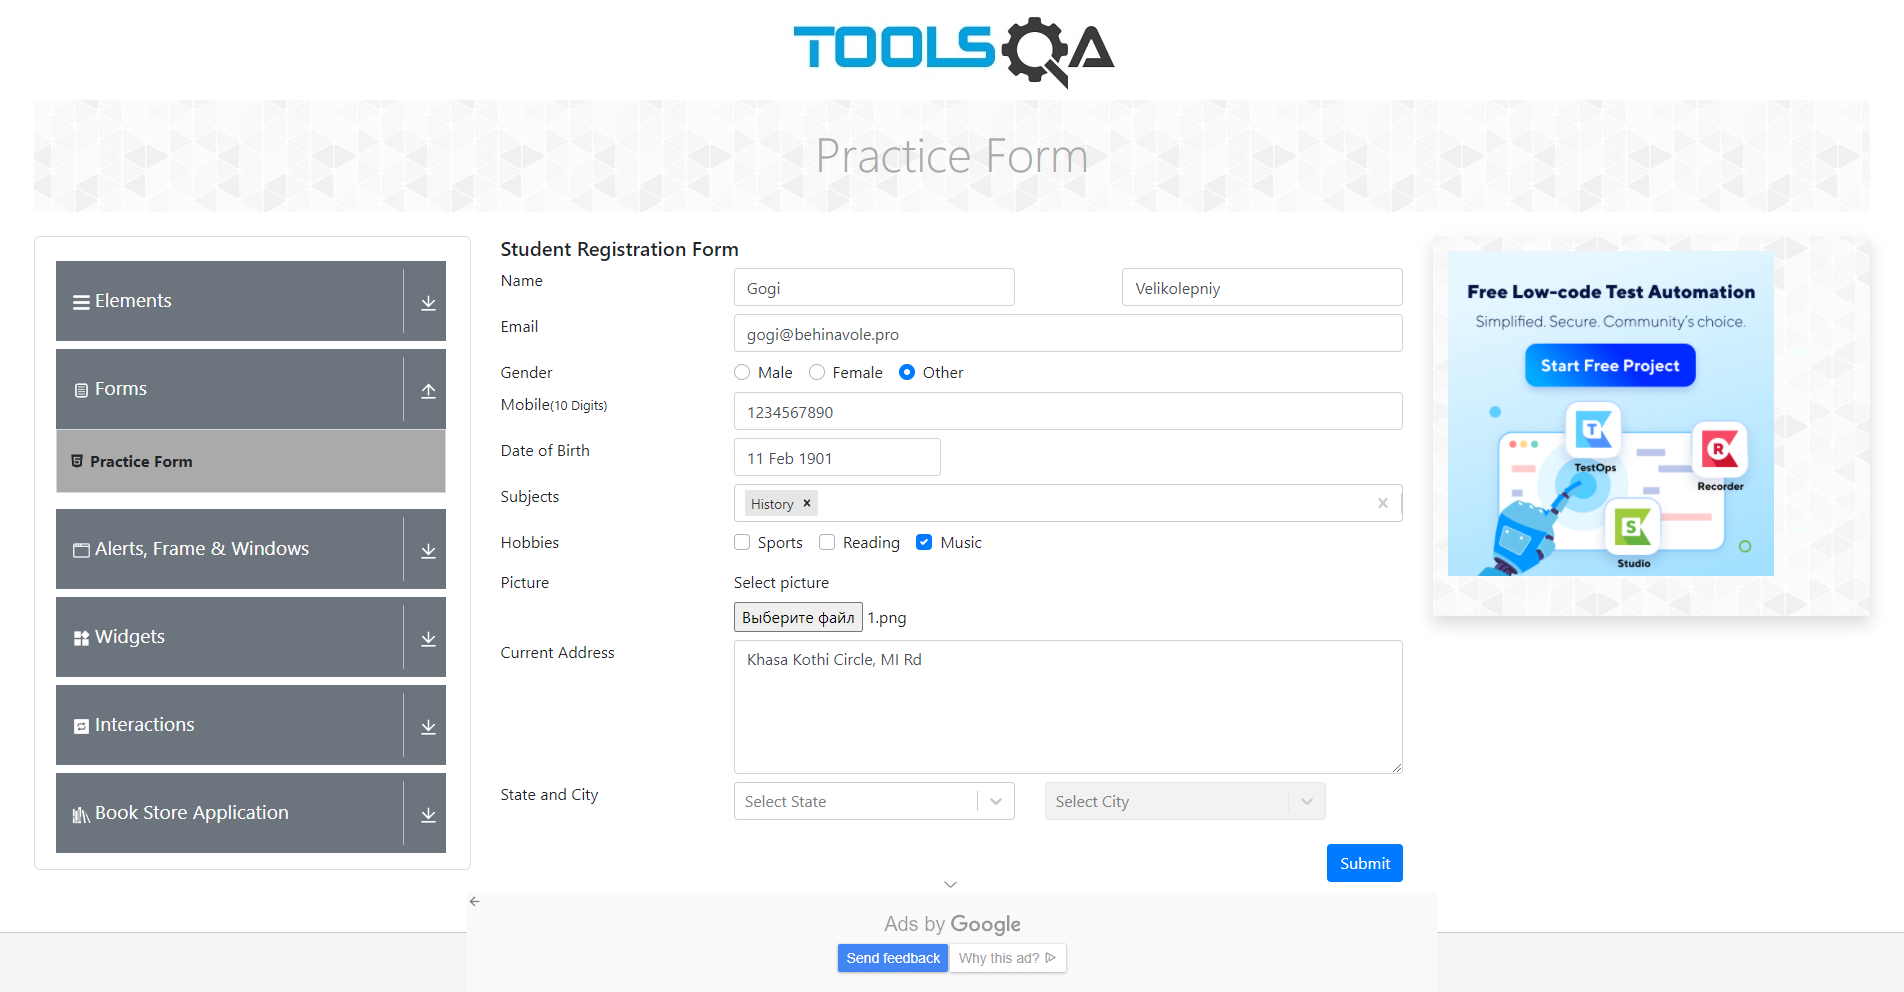 TOOLSQA
Practice Form
Elements
Forms
Practice Form
Alerts, Frame & Windows
Widgets
Interactions
Book Store Application
Student Registration Form
Name
Gogi
Velikolepniy
Email
gogi@behinavole.pro
Gender
Male
Female
Other
Mobile(10 Digits)
1234567890
Date of Birth
11 Feb 1901
Subjects
History
Hobbies
Sports
Reading
Music
Picture
Select picture
Выберите файл 1.png
Current Address
Khasa Kothi Circle, MI Rd
State and City
Select State
Select City
Submit
Free Low-code Test Automation
Simplified. Secure. Community's choice.
Start Free Project
T
TestOps
R
Recorder
S
Studio
Ads by Google
Send feedback
Why this ad?